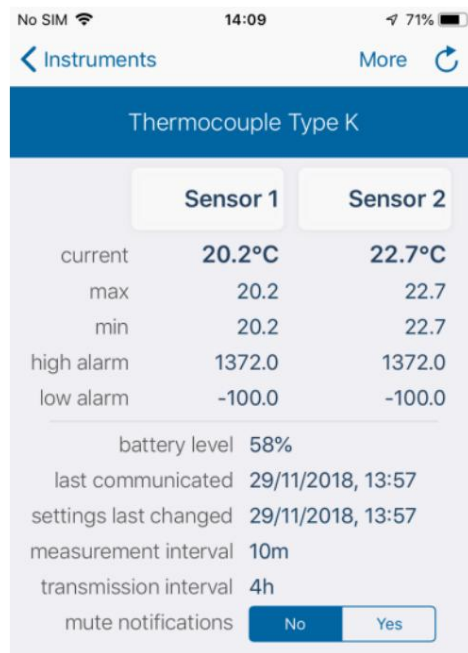 No SIM 14:09 71%
Instruments More
Thermocouple Type K
Sensor 1 Sensor 2
current 20.2°C 22.7°C
max 20.2 22.7
min 20.2 22.7
high alarm 1372.0 1372.0
low alarm -100.0 -100.0
battery level 58%
last communicated 29/11/2018, 13:57
settings last changed 29/11/2018, 13:57
measurement interval 10m
transmission interval 4h
mute notifications No Yes